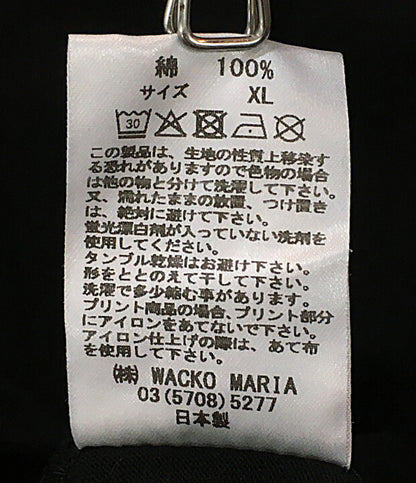 綿 100%
サイズ XL
30
この製品は、生地の性質上移染す
る恐れがありますので色物の場合
は他の物と分けて洗濯して下さい。
又、濡れたままの放置、つけ置き
は、絶対に避けて下さい。
蛍光漂白剤が入っていない洗剤を
使用してください。
タンブル乾燥はお避け下さい。
形をととのえて干して下さい。
洗濯で多少縮む事があります。
プリント商品の場合、プリント部分
にアイロンをあてないで下さい。
アイロン仕上げの際は、あて布
を使用して下さい。
㈱ WACKO MARIA
03(5708)5277
日本製